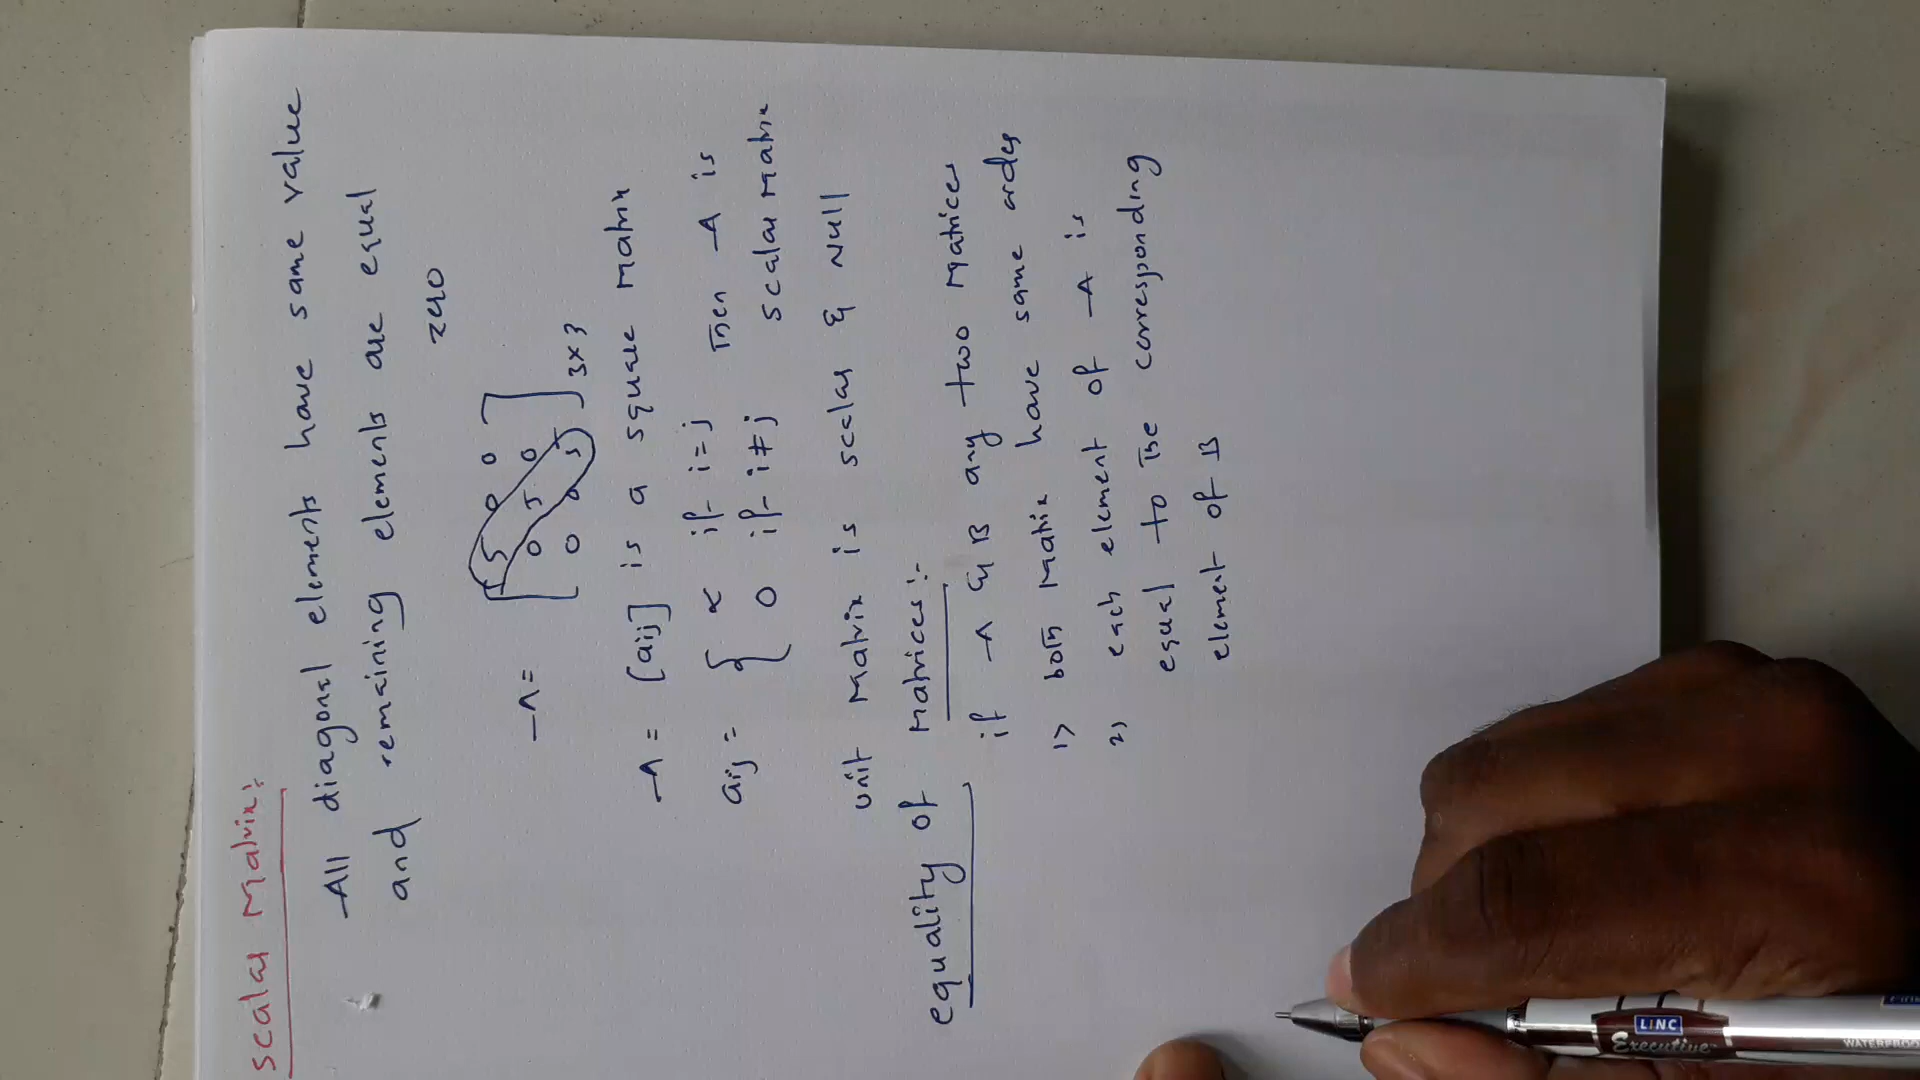 scalar Matrix:-
All diagonal elements have same value
and remaining elements are equal
zero
A = [5 0 0
0 5 0
0 0 5] 3x3
A = [aij] is a square matrix
aij = { α if i=j Then A is
0 if i≠j scalar matrix
unit Matrix is scalar & Null
equality of Matrices:-
if A & B any two Matrices
1) both Matrix have same order
2) each element of A is
equal to The corresponding
element of B
LINC
Executive
WATERPROO